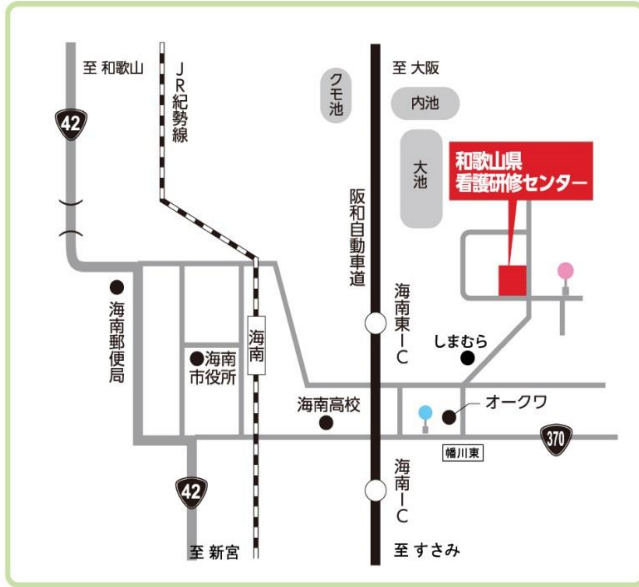 至 和歌山
42
JR紀勢線
クモ池
至 大阪
内池
大池
和歌山県
看護研修センター
阪和自動車道
海南東IC
海南郵便局
海南
市役所
海南
海南高校
しまむら
オークワ
幡川東
370
42
海南IC
至 新宮
至 すさみ